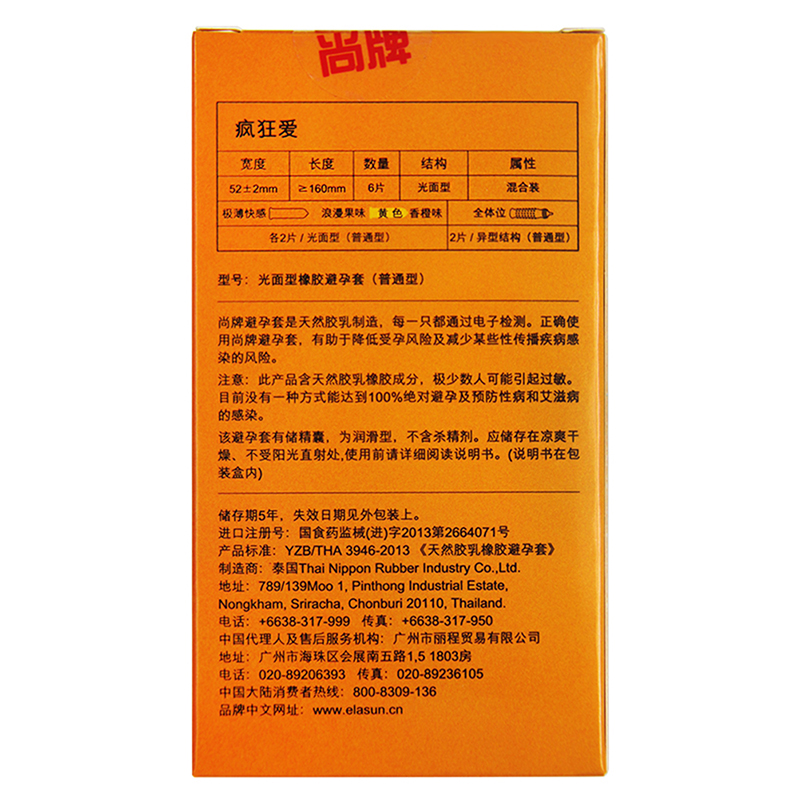 尚牌
疯狂爱
宽度 长度 数量 结构 属性
52±2mm ≥160mm 6片 光面型 混合装
极薄快感 浪漫果味 黄色 香橙味 全体位
各2片/光面型(普通型) 2片/异型结构(普通型)
型号：光面型橡胶避孕套（普通型）
尚牌避孕套是天然胶乳制造，每一只都通过电子检测。正确使
用尚牌避孕套，有助于降低受孕风险及减少某些性传播疾病感
染的风险。
注意：此产品含天然胶乳橡胶成分，极少数人可能引起过敏。
目前没有一种方式能达到100%绝对避孕及预防性病和艾滋病
的感染。
该避孕套有储精囊，为润滑型，不含杀精剂。应储存在凉爽干
燥、不受阳光直射处,使用前请详细阅读说明书。(说明书在包
装盒内)
储存期5年，失效日期见外包装上。
进口注册号：国食药监械(进)字2013第2664071号
产品标准：YZB/THA 3946-2013《天然胶乳橡胶避孕套》
制造商：泰国Thai Nippon Rubber Industry Co.,Ltd.
地址：789/139Moo 1, Pinthong Industrial Estate,
Nongkham, Sriracha, Chonburi 20110, Thailand.
电话：+6638-317-999 传真：+6638-317-950
中国代理人及售后服务机构：广州市丽程贸易有限公司
地址：广州市海珠区会展南五路1,5 1803房
电话：020-89206393 传真：020-89236105
中国大陆消费者热线：800-8309-136
品牌中文网址：www.elasun.cn